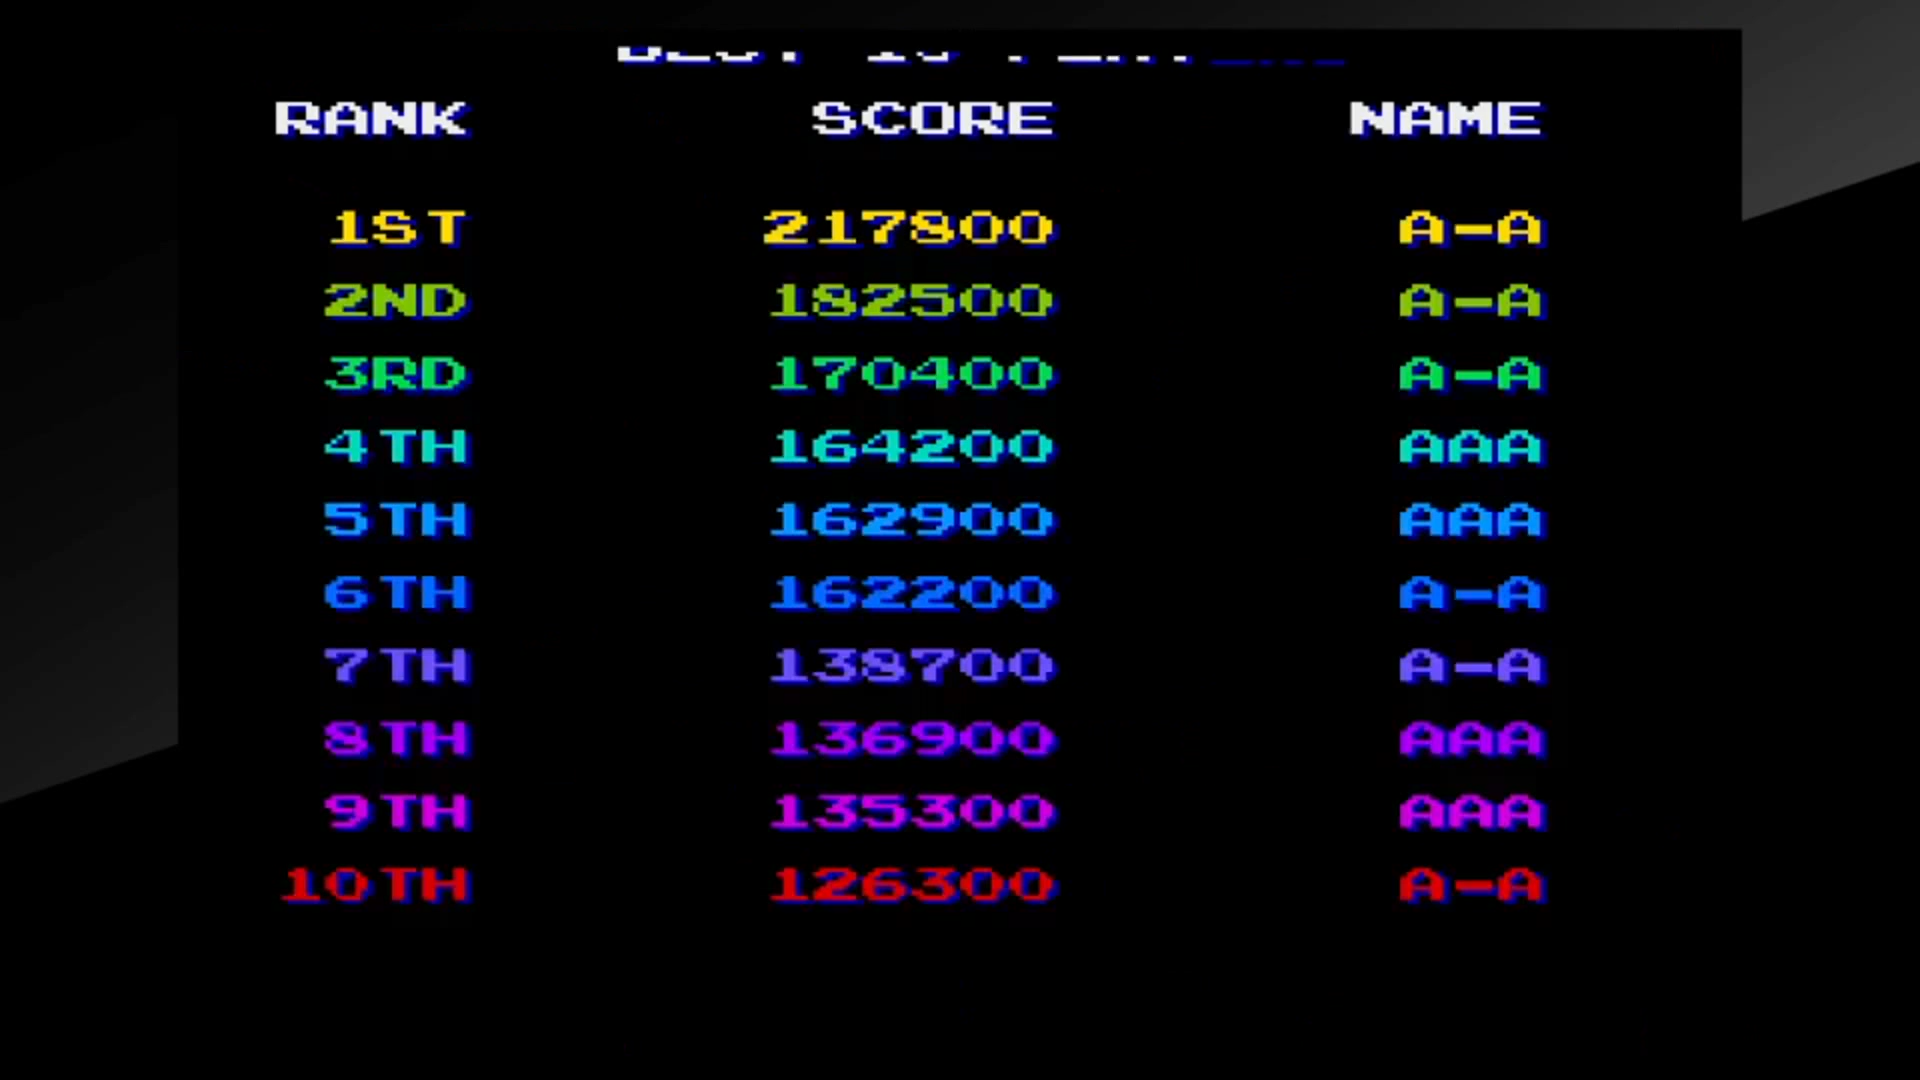 RANK SCORE NAME
1ST 217800 A-A
2ND 182500 A-A
3RD 170400 A-A
4TH 164200 AAA
5TH 162900 AAA
6TH 162200 A-A
7TH 138700 A-A
8TH 136900 AAA
9TH 135300 AAA
10TH 126300 A-A